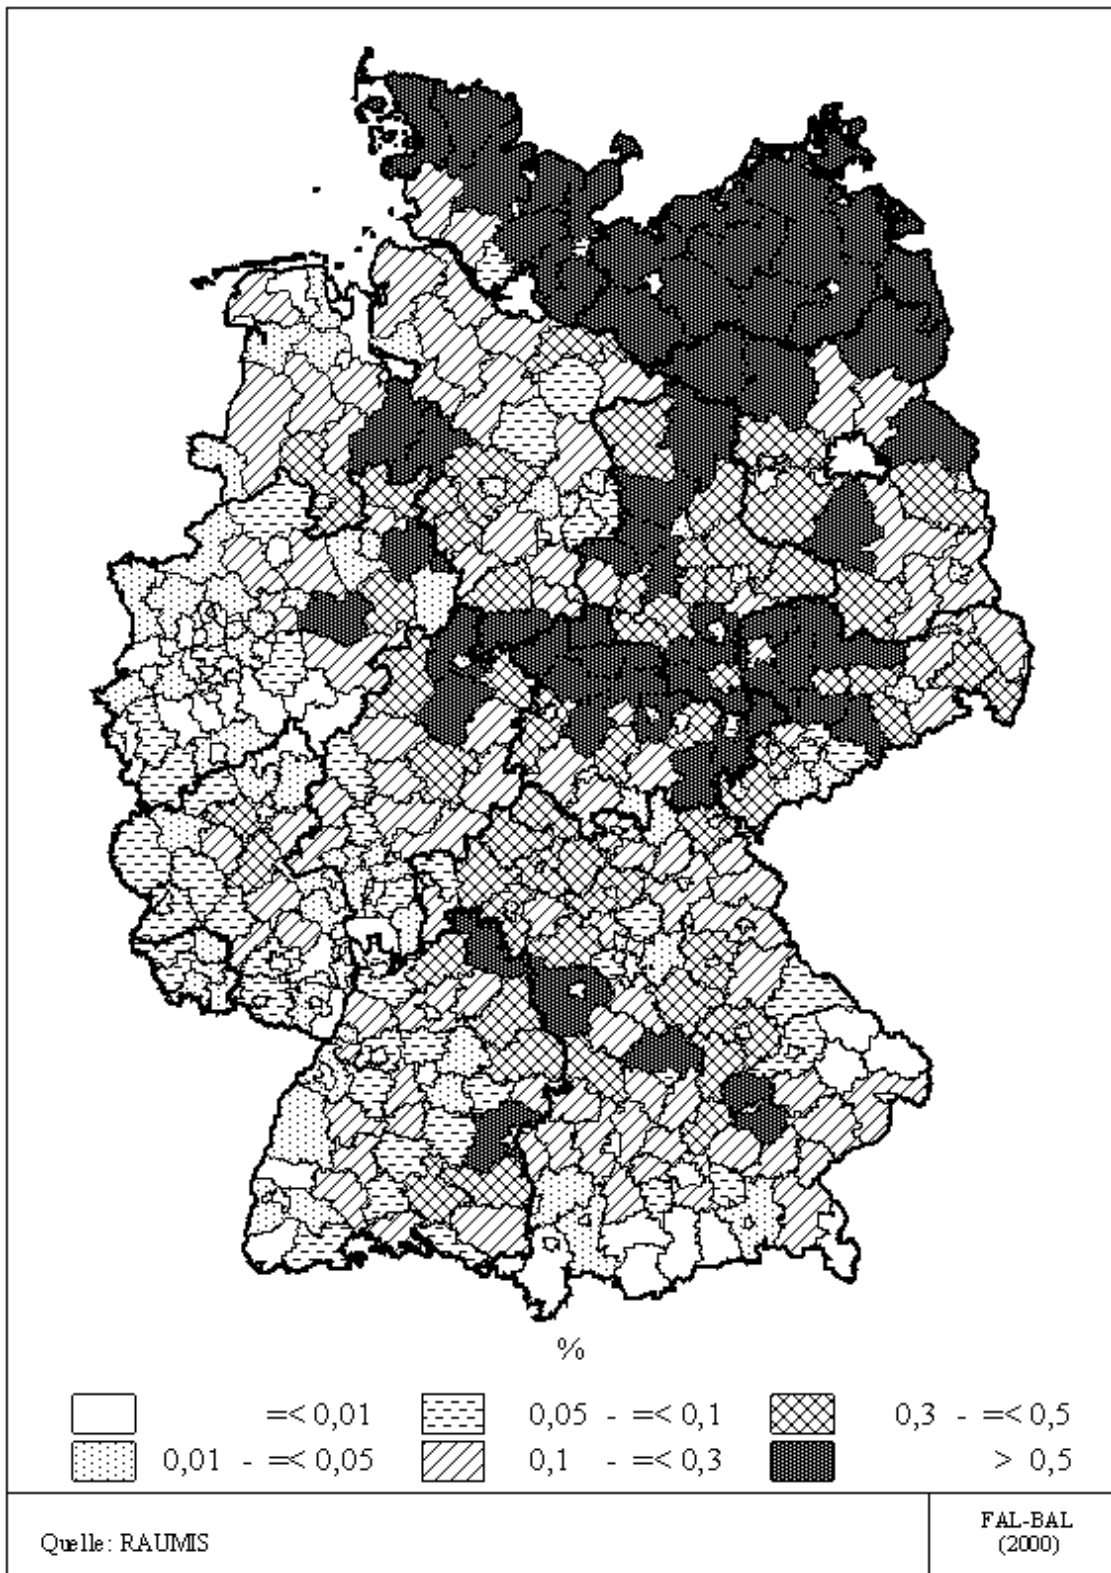 %
=< 0,01
0,05 - =< 0,1
0,3 - =< 0,5
0,01 - =< 0,05
0,1 - =< 0,3
> 0,5
Quelle: RAUMIS
FAL-BAL
(2000)